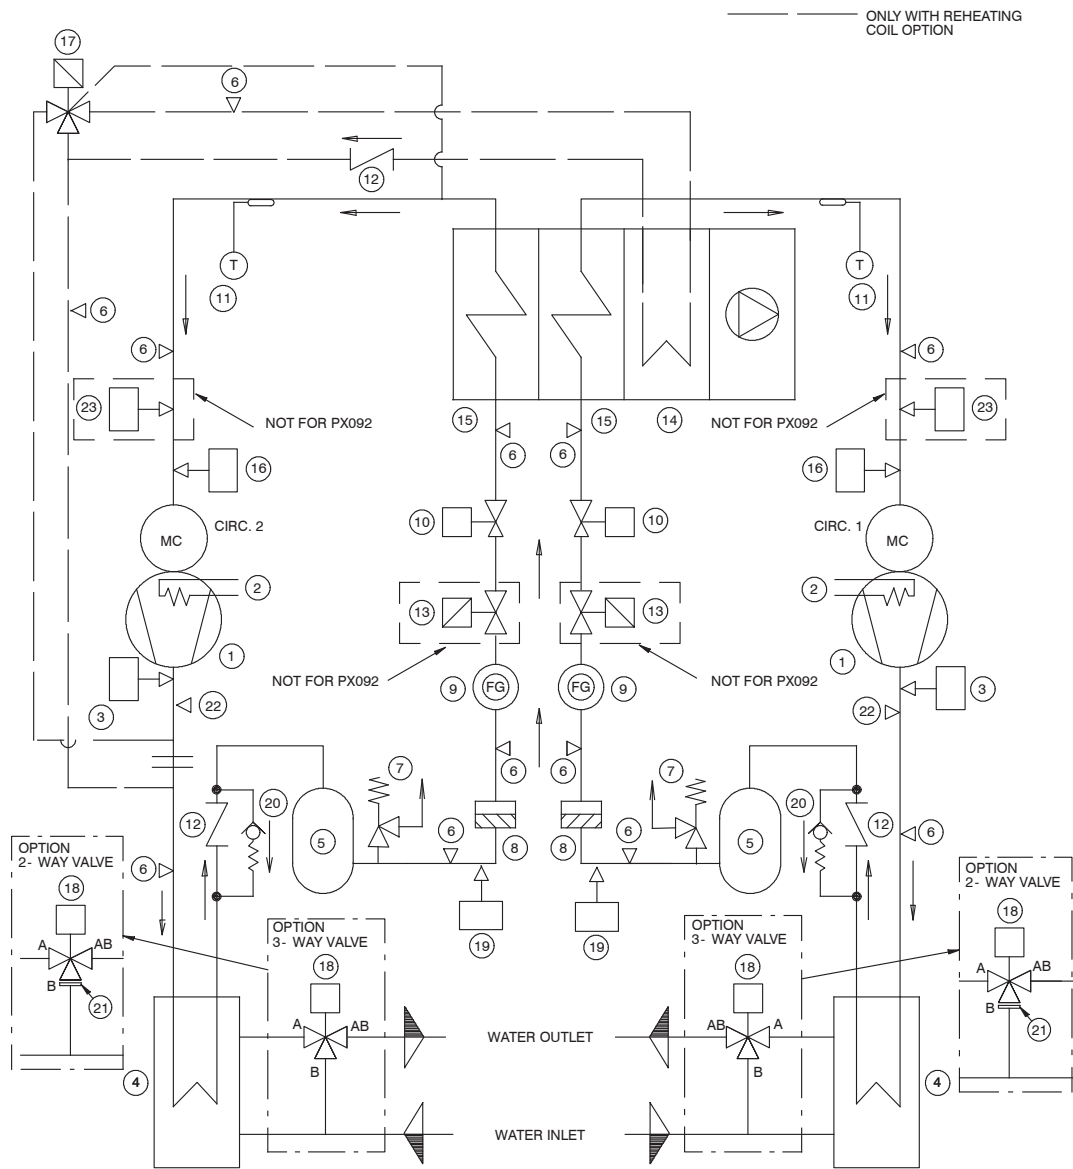 ONLY WITH REHEATING
COIL OPTION
17
6
12
T
T
11
11
6
6
6
23
NOT FOR PX092
15
15
14
NOT FOR PX092
23
6
6
16
16
10
10
CIRC. 2
CIRC. 1
MC
MC
2
2
13
13
1
1
NOT FOR PX092
9
FG
FG
9
NOT FOR PX092
3
3
22
22
6
6
7
7
20
20
12
12
5
5
6
6
6
6
8
8
OPTION
2- WAY VALVE
18
OPTION
2- WAY VALVE
18
19
19
OPTION
3- WAY VALVE
18
OPTION
3- WAY VALVE
18
A
AB
B
21
A
AB
B
21
A
AB
B
WATER OUTLET
AB
A
B
4
4
WATER INLET